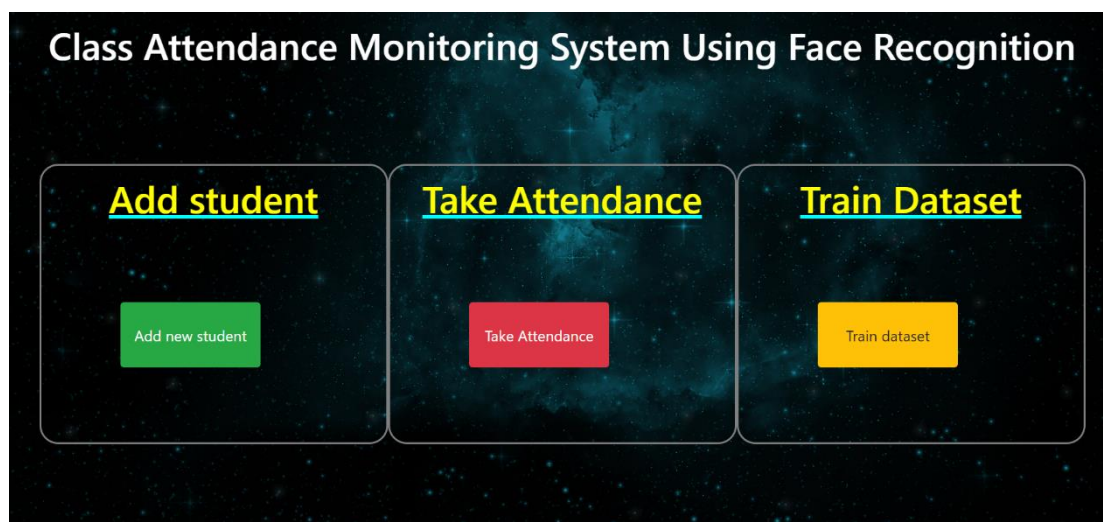 Class Attendance Monitoring System Using Face Recognition
Add student
Add new student
Take Attendance
Take Attendance
Train Dataset
Train dataset